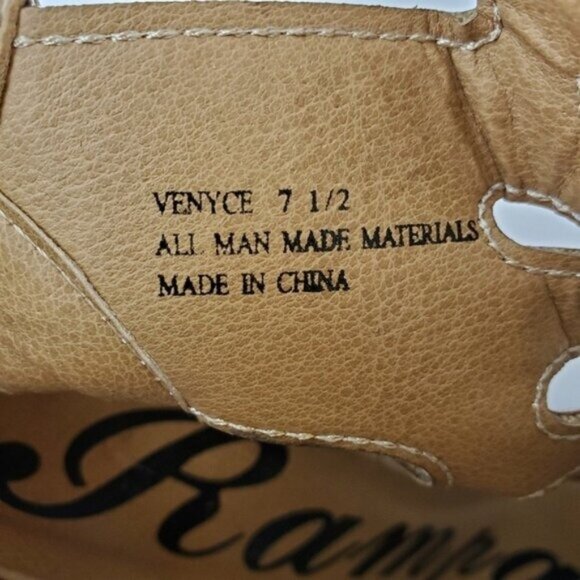 VENYCE 7 1/2
ALL MAN MADE MATERIALS
MADE IN CHINA